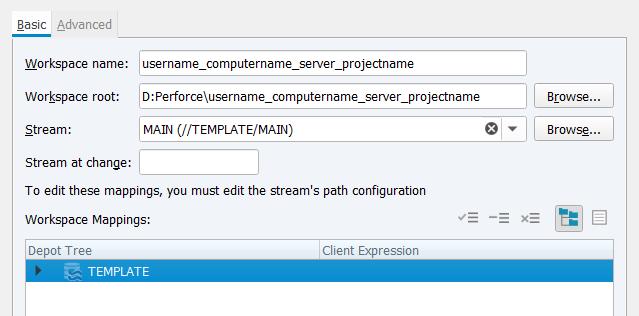 Basic Advanced
Workspace name: username_computername_server_projectname
Workspace root: D:Perforce\username_computername_server_projectname Browse...
Stream: MAIN (//TEMPLATE/MAIN) Browse...
Stream at change:
To edit these mappings, you must edit the stream's path configuration
Workspace Mappings:
Depot Tree Client Expression
TEMPLATE